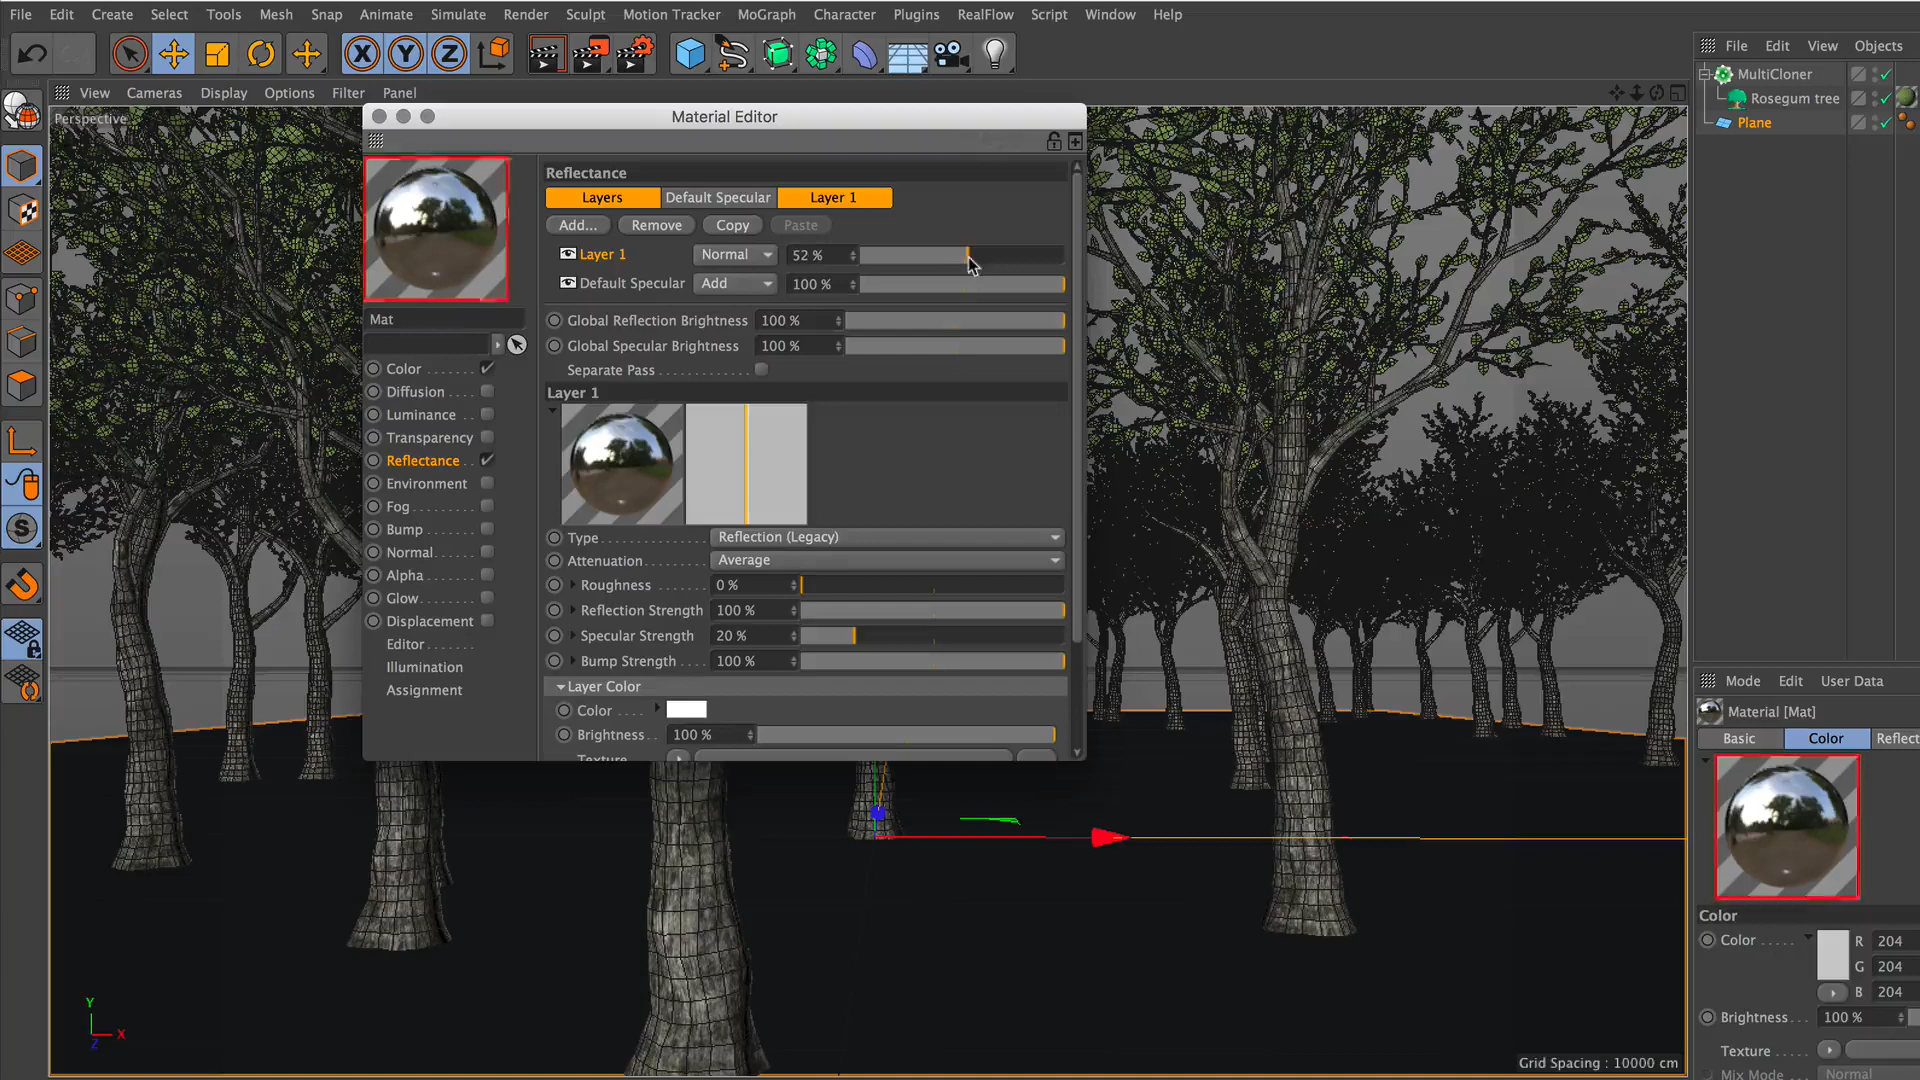 File Edit Create Select Tools Mesh Snap Animate Simulate Render Sculpt Motion Tracker MoGraph Character Plugins RealFlow Script Window Help
X Y Z
File Edit View Objects
View Cameras Display Options Filter Panel
Perspective
MultiCloner
Rosegum tree
Plane
Material Editor
Reflectance
Layers Default Specular Layer 1
Add... Remove Copy Paste
Layer 1 Normal 52 %
Default Specular Add 100 %
Global Reflection Brightness 100 %
Global Specular Brightness 100 %
Separate Pass
Layer 1
Mat
Color
Diffusion
Luminance
Transparency
Reflectance
Environment
Fog
Bump
Normal
Alpha
Glow
Displacement
Editor
Illumination
Assignment
Type Reflection (Legacy)
Attenuation Average
Roughness 0 %
Reflection Strength 100 %
Specular Strength 20 %
Bump Strength 100 %
Layer Color
Color
Brightness 100 %
Texture
S
Mode Edit User Data
Material [Mat]
Basic Color Reflect
Color
Color R 204
G 204
B 204
Brightness 100 %
Texture
Mix Mode Normal
Y
X
Z
Grid Spacing : 10000 cm